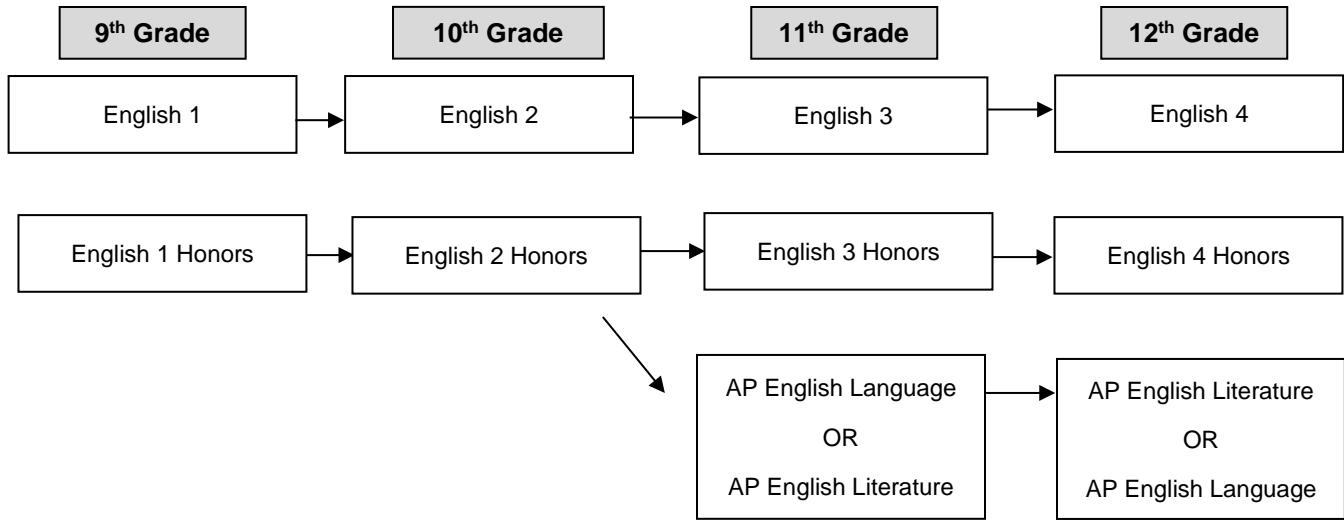 9th Grade
10th Grade
11th Grade
12th Grade
English 1
English 2
English 3
English 4
English 1 Honors
English 2 Honors
English 3 Honors
English 4 Honors
AP English Language
OR
AP English Literature
AP English Literature
OR
AP English Language